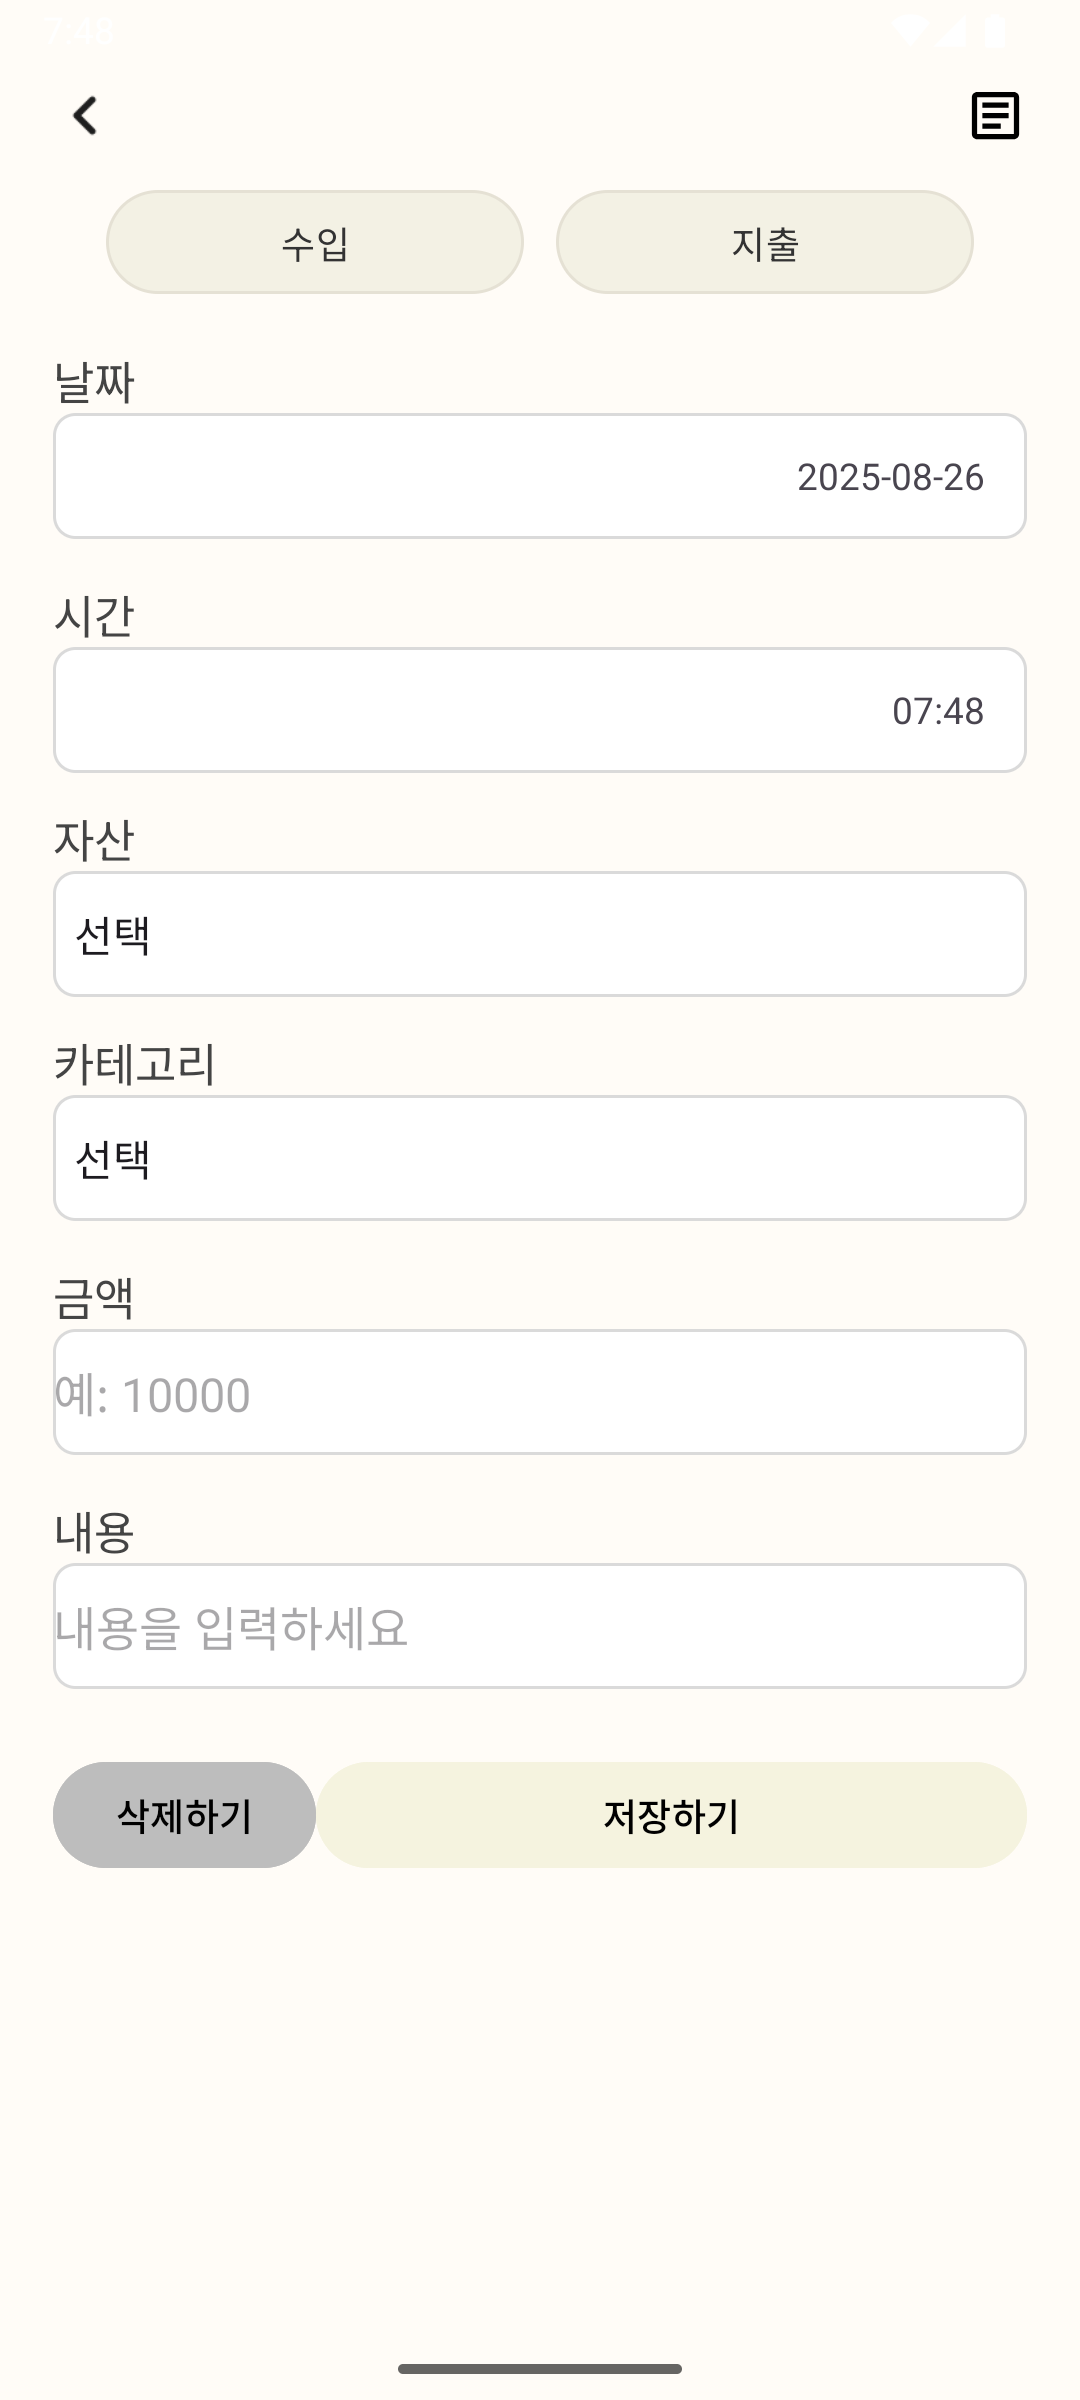 7:48
수입 지출
날짜
2025-08-26
시간
07:48
자산
선택
카테고리
선택
금액
예: 10000
내용
내용을 입력하세요
삭제하기 저장하기